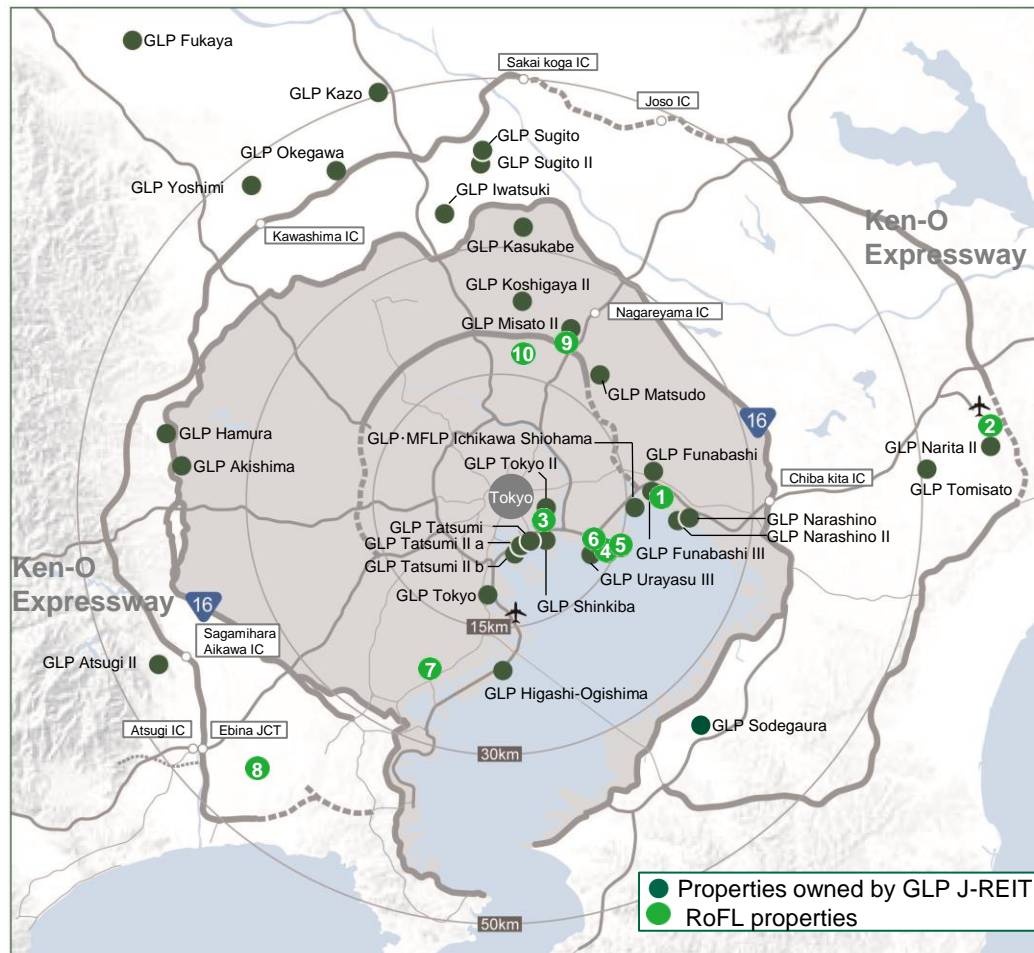 GLP Fukaya
Sakai koga IC
GLP Kazo
Joso IC
GLP Sugito
GLP Okegawa
GLP Sugito II
GLP Yoshimi
GLP Iwatsuki
Ken-O
Expressway
Kawashima IC
GLP Kasukabe
GLP Koshigaya II
Nagareyama IC
GLP Misato II
9
10
GLP Matsudo
16
2
GLP Hamura
GLP･MFLP Ichikawa Shiohama
GLP Narita II
GLP Akishima
GLP Tokyo II
GLP Funabashi
Chiba kita IC
GLP Tomisato
Tokyo
1
3
GLP Narashino
GLP Tatsumi
GLP Narashino II
GLP Tatsumi II a
6
5
4
GLP Funabashi III
GLP Tatsumi II b
GLP Urayasu III
Ken-O
Expressway
GLP Tokyo
GLP Shinkiba
16
15km
Sagamihara
Aikawa IC
GLP Atsugi II
7
GLP Higashi-Ogishima
GLP Sodegaura
Atsugi IC
Ebina JCT
30km
8
Properties owned by GLP J-REIT
RoFL properties
50km